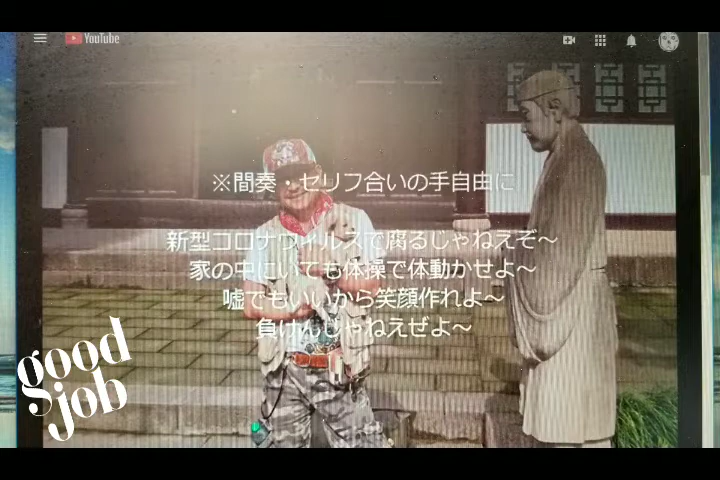 YouTube
※間奏・セリフ合いの手自由に
新型コロナウィルスで腐るじゃねえぞ～
家の中にいても体操で体動かせよ～
嘘でもいいから笑顔作れよ～
負けんじゃねえぜよ～
good
job